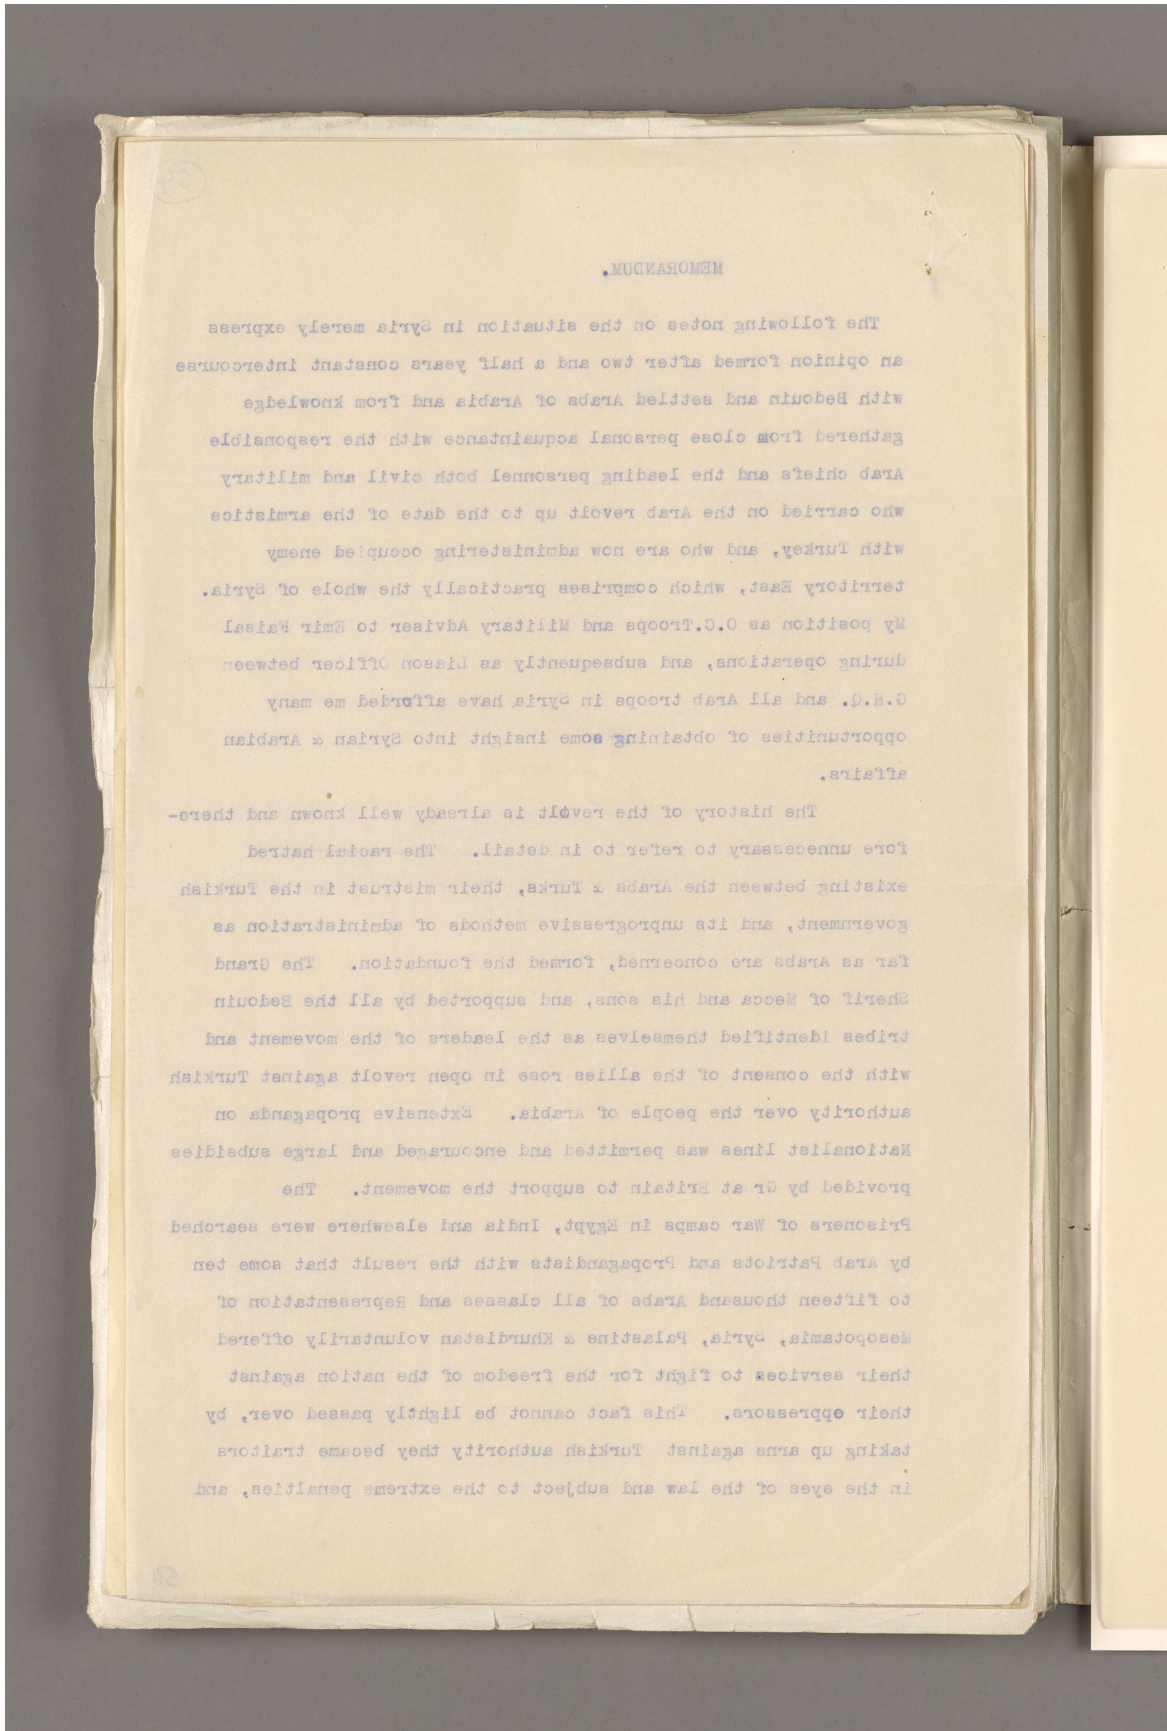 MEMORANDUM.
The following notes on the situation in Syria merely express
an opinion formed after two and a half years constant intercourse
with Bedouin and settled Arabs of Arabia and from knowledge
gathered from close personal acquaintance with the responsible
Arab chiefs and the leading personnel both civil and military
who carried on the Arab revolt up to the date of the armistice
with Turkey, and who are now administering occupied enemy
territory East, which comprises practically the whole of Syria.
My position as O.C.Troops and Military Adviser to Emir Faisal
during operations, and subsequently as Liason Officer between
G.H.Q. and all Arab troops in Syria have afforded me many
opportunities of obtaining some insight into Syrian & Arabian
affairs.
The history of the revolt is already well known and there-
fore unnecessary to refer to in detail. The racial hatred
existing between the Arabs & Turks, their mistrust in the Turkish
government, and its unprogressive methods of administration as
far as Arabs are concerned, formed the foundation. The Grand
Sherif of Mecca and his sons, and supported by all the Bedouin
tribes identified themselves as the leaders of the movement and
with the consent of the allies rose in open revolt against Turkish
authority over the people of Arabia. Extensive propaganda on
Nationalist lines was permitted and encouraged and large subsidies
provided by Gr at Britain to support the movement. The
Prisoners of War camps in Egypt, India and elsewhere were searched
by Arab Patriots and Propagandists with the result that some ten
to fifteen thousand Arabs of all classes and Representation of
Mesopotamia, Syria, Palastine & Khurdistan voluntarily offered
their services to fight for the freedom of the nation against
their oppressors. This fact cannot be lightly passed over, by
taking up arms against Turkish authority they became traitors
in the eyes of the law and subject to the extreme penalties, and